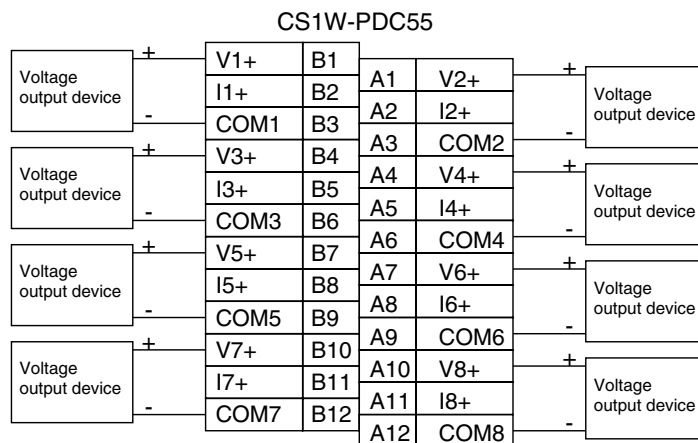 CS1W-PDC55
Voltage
output device
+
-
V1+ B1
I1+ B2
COM1 B3
Voltage
output device
+
-
V3+ B4
I3+ B5
COM3 B6
Voltage
output device
+
-
V5+ B7
I5+ B8
COM5 B9
Voltage
output device
+
-
V7+ B10
I7+ B11
COM7 B12
A1 V2+
A2 I2+
A3 COM2
+
-
Voltage
output device
A4 V4+
A5 I4+
A6 COM4
+
-
Voltage
output device
A7 V6+
A8 I6+
A9 COM6
+
-
Voltage
output device
A10 V8+
A11 I8+
A12 COM8
+
-
Voltage
output device